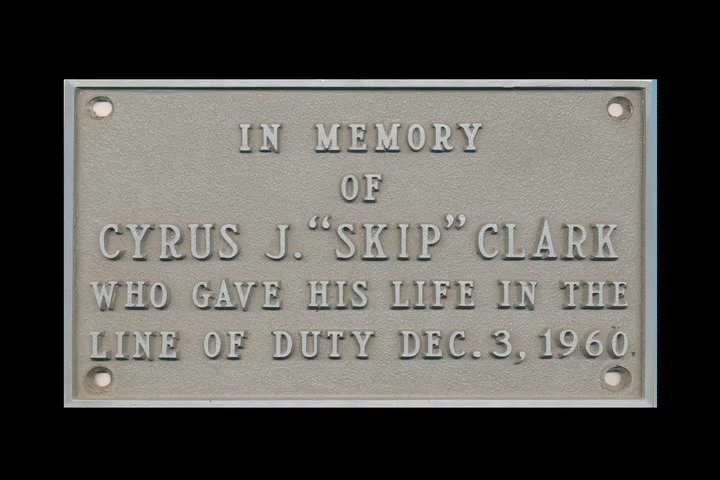 IN MEMORY
OF
CYRUS J. “SKIP” CLARK
WHO GAVE HIS LIFE IN THE
LINE OF DUTY DEC. 3, 1960.